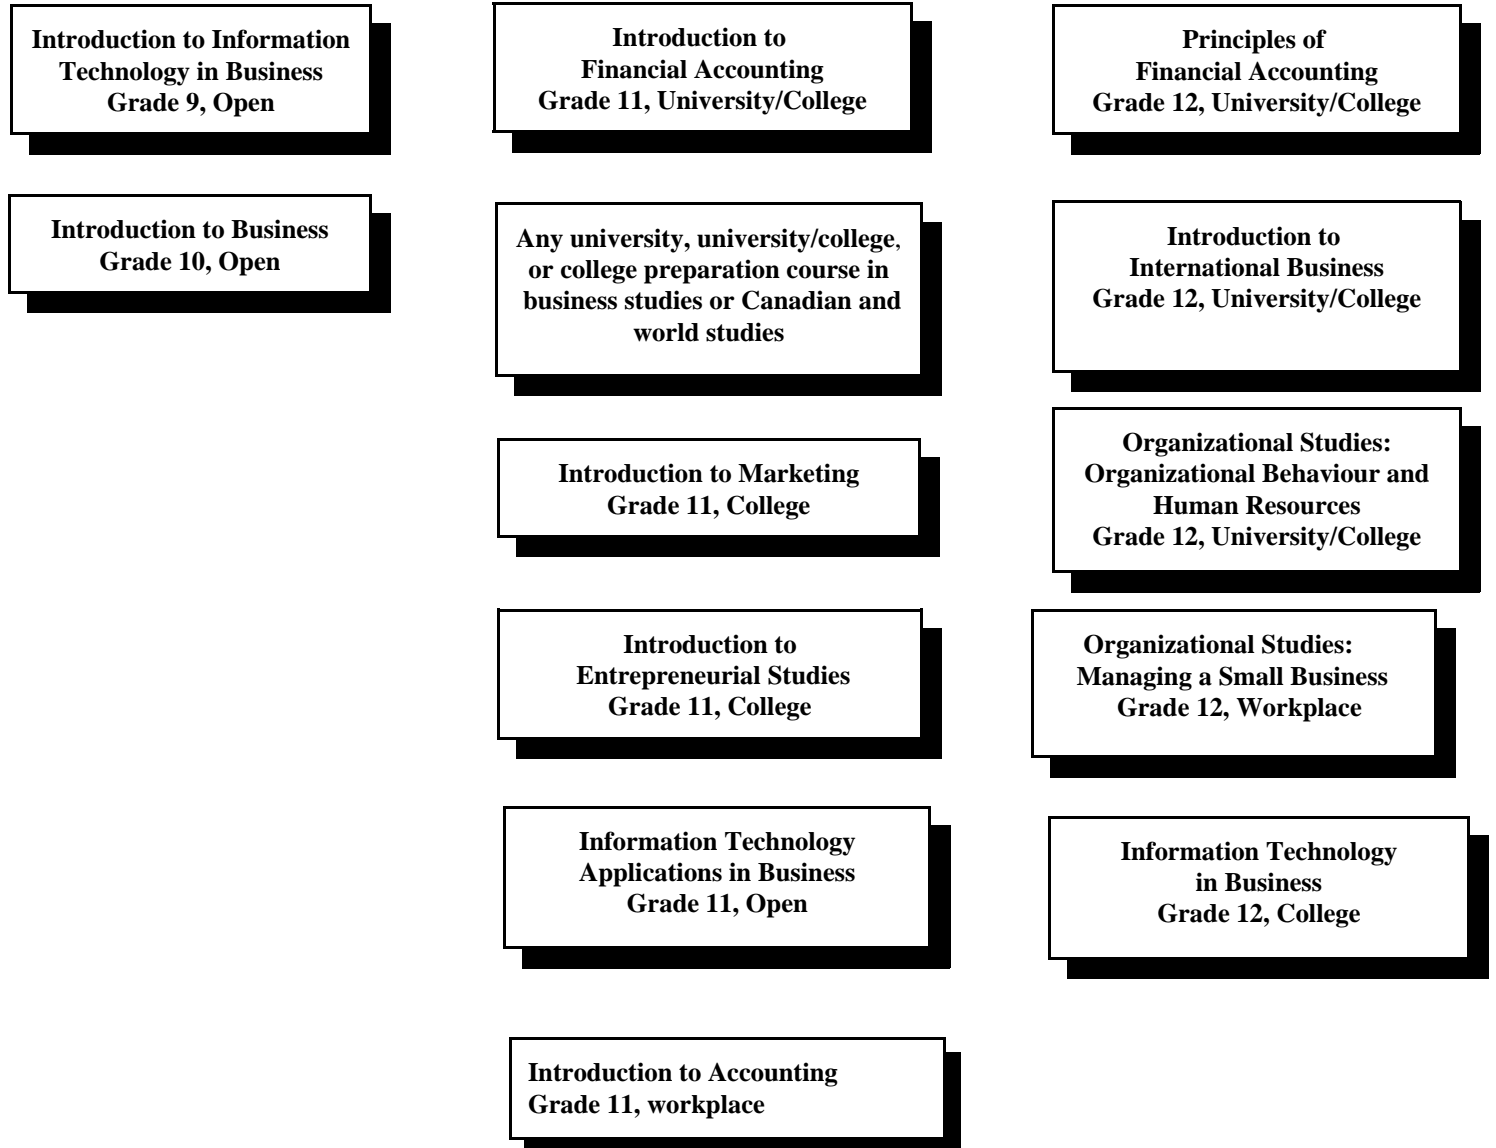 Introduction to Information
Technology in Business
Grade 9, Open
Introduction to Business
Grade 10, Open
Introduction to
Financial Accounting
Grade 11, University/College
Any university, university/college,
or college preparation course in
business studies or Canadian and
world studies
Introduction to Marketing
Grade 11, College
Introduction to
Entrepreneurial Studies
Grade 11, College
Information Technology
Applications in Business
Grade 11, Open
Introduction to Accounting
Grade 11, workplace
Principles of
Financial Accounting
Grade 12, University/College
Introduction to
International Business
Grade 12, University/College
Organizational Studies:
Organizational Behaviour and
Human Resources
Grade 12, University/College
Organizational Studies:
Managing a Small Business
Grade 12, Workplace
Information Technology
in Business
Grade 12, College